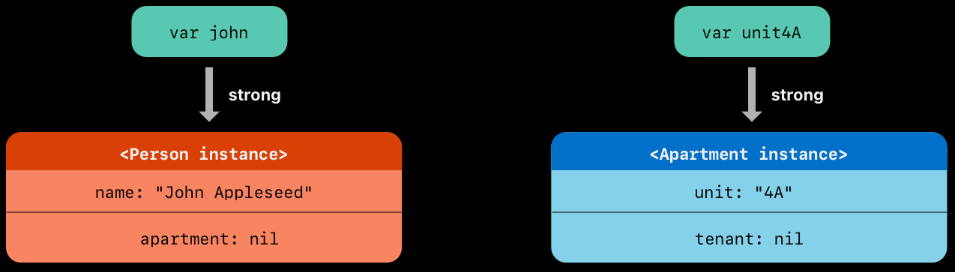 var john
var unit4A
strong
strong
<Person instance>
<Apartment instance>
name: "John Appleseed"
unit: "4A"
apartment: nil
tenant: nil